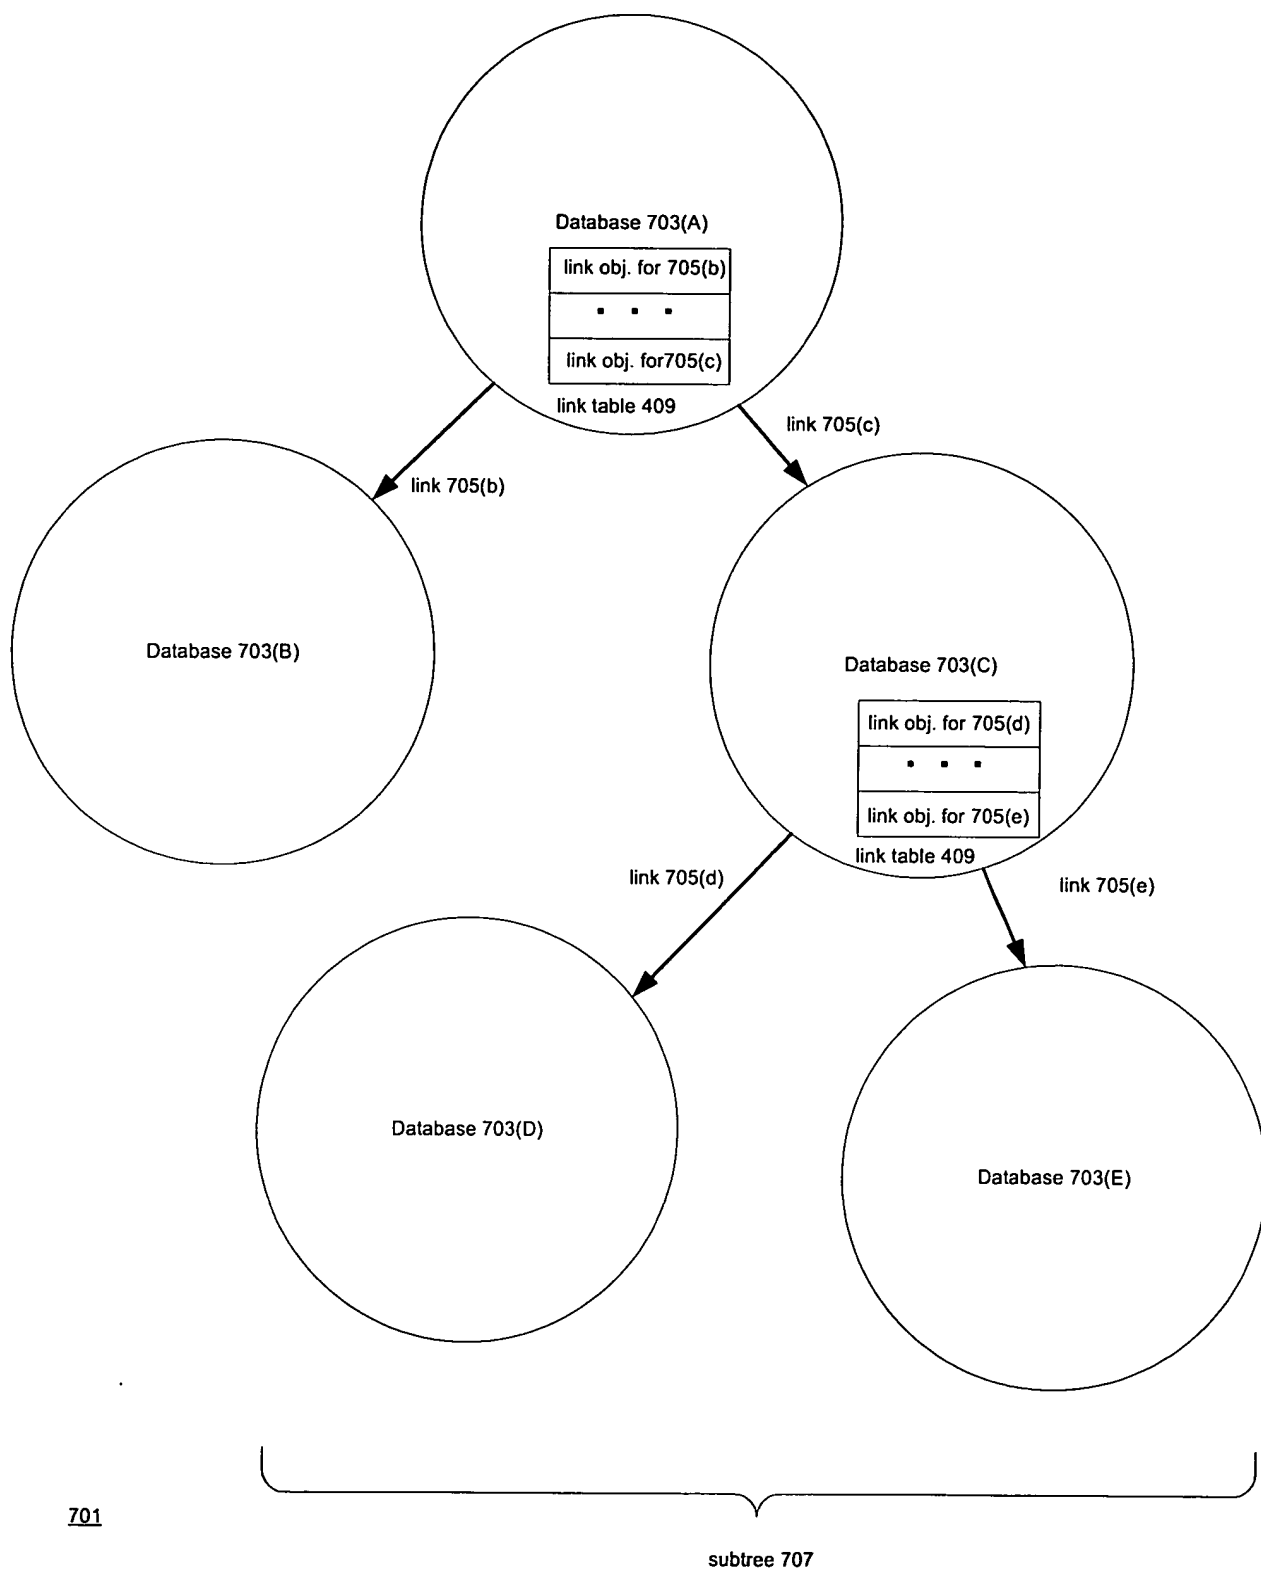 Database 703(A)
link obj. for 705(b)
. . .
link obj. for705(c)
link table 409
link 705(c)
link 705(b)
Database 703(B)
Database 703(C)
link obj. for 705(d)
. . .
link obj. for 705(e)
link table 409
link 705(d)
link 705(e)
Database 703(D)
Database 703(E)
701
subtree 707